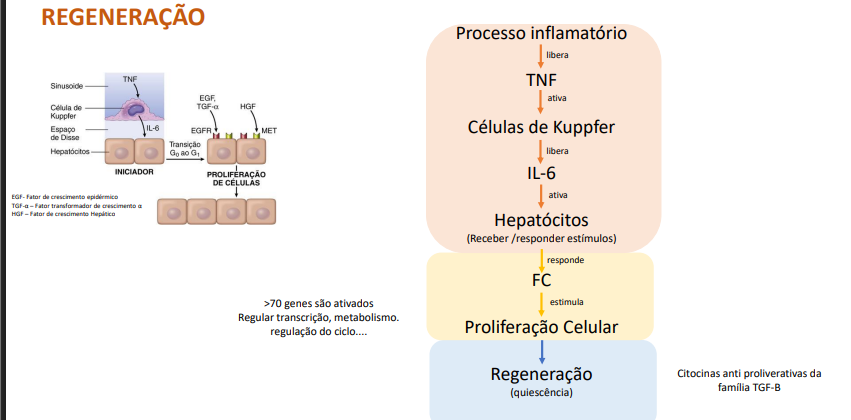 REGENERAÇÃO
TNF
Sinusoide
Célula de
Kuppfer
Espaço
de Disse
IL-6
Hepatócitos
INICIADOR
Transição
G0 ao G1
EGF,
TGF-α
HGF
EGFR
MET
PROLIFERAÇÃO
DE CÉLULAS
EGF- Fator de crescimento epidérmico
TGF-α – Fator transformador de crescimento α
HGF – Fator de crescimento Hepático
>70 genes são ativados
Regular transcrição, metabolismo.
regulação do ciclo....
Processo inflamatório
libera
TNF
ativa
Células de Kuppfer
libera
IL-6
ativa
Hepatócitos
(Receber /responder estímulos)
responde
FC
estimula
Proliferação Celular
Regeneração
(quiescência)
Citocinas anti proliverativas da
família TGF-B